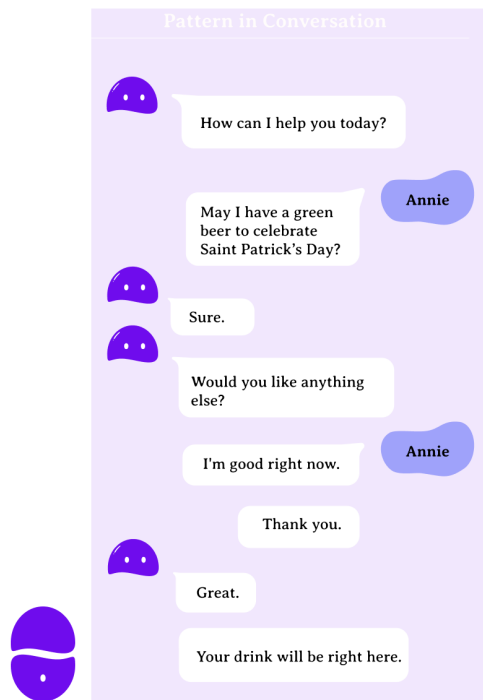 Pattern in Conversation
How can I help you today?
Annie
May I have a green
beer to celebrate
Saint Patrick's Day?
Sure.
Would you like anything
else?
Annie
I'm good right now.
Thank you.
Great.
Your drink will be right here.